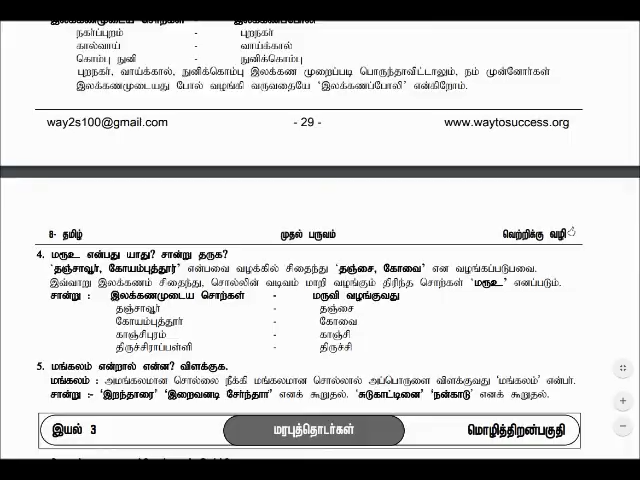 இலக்கணமுடைய சொற்கள் - இலக்கணப்போலி
நகர்ப்புறம் - புறநகர்
கால்வாய் - வாய்க்கால்
கொம்பு நுனி - நுனிக்கொம்பு
புறநகர், வாய்க்கால், நுனிக்கொம்பு இலக்கண முறைப்படி பொருந்தாவிட்டாலும், நம் முன்னோர்கள்
இலக்கணமுடையது போல் வழங்கி வருவதையே ‘இலக்கணப்போலி’ என்கிறோம்.
way2s100@gmail.com - 29 - www.waytosuccess.org
8- தமிழ் முதல் பருவம் வெற்றிக்கு வழி
4. மரூஉ என்பது யாது? சான்று தருக?
‘தஞ்சாவூர், கோயம்புத்தூர்’ என்பவை வழக்கில் சிதைந்து ‘தஞ்சை, கோவை’ என வழங்கப்படுபவை.
இவ்வாறு இலக்கணம் சிதைந்து, சொல்லின் வடிவம் மாறி வழங்கும் திரிந்த சொற்கள் ‘மரூஉ’ எனப்படும்.
சான்று : இலக்கணமுடைய சொற்கள் - மருவி வழங்குவது
தஞ்சாவூர் - தஞ்சை
கோயம்புத்தூர் - கோவை
காஞ்சிபுரம் - காஞ்சி
திருச்சிராப்பள்ளி - திருச்சி
5. மங்கலம் என்றால் என்ன? விளக்குக.
மங்கலம் : அமங்கலமான சொல்லை நீக்கி மங்கலமான சொல்லால் அப்பொருளை விளக்குவது ‘மங்கலம்’ என்பர்.
சான்று :- ‘இறந்தாரை’ ‘இறைவனடி சேர்ந்தார்’ எனக் கூறுதல். ‘சுடுகாட்டினை’ ‘நன்காடு’ எனக் கூறுதல்.
இயல் 3 மரபுத்தொடர்கள் மொழித்திறன்பகுதி